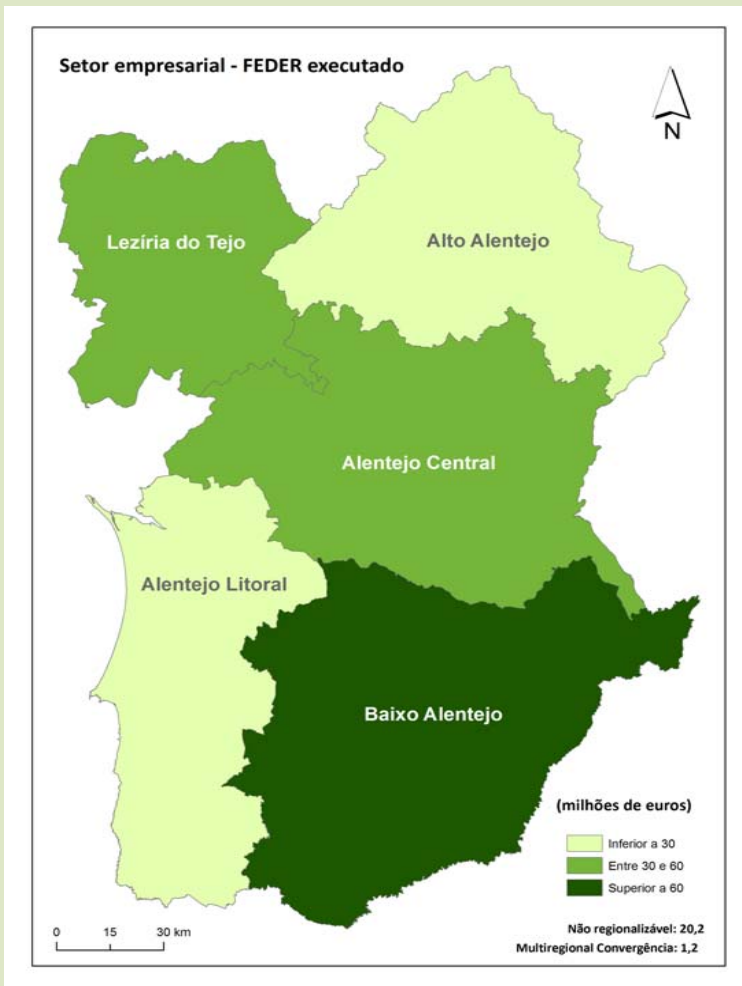 Setor empresarial - FEDER executado
N
Lezíria do Tejo
Alto Alentejo
Alentejo Central
Alentejo Litoral
Baixo Alentejo
(milhões de euros)
Inferior a 30
Entre 30 e 60
Superior a 60
Não regionalizável: 20,2
0 15 30 km
Multiregional Convergência: 1,2